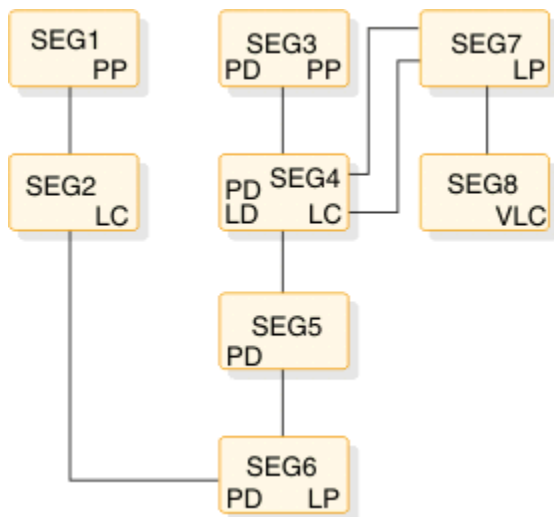 SEG1
PP
SEG3
PD PP
SEG7
LP
SEG2
LC
SEG4
PD
LD LC
SEG8
VLC
SEG5
PD
SEG6
PD LP